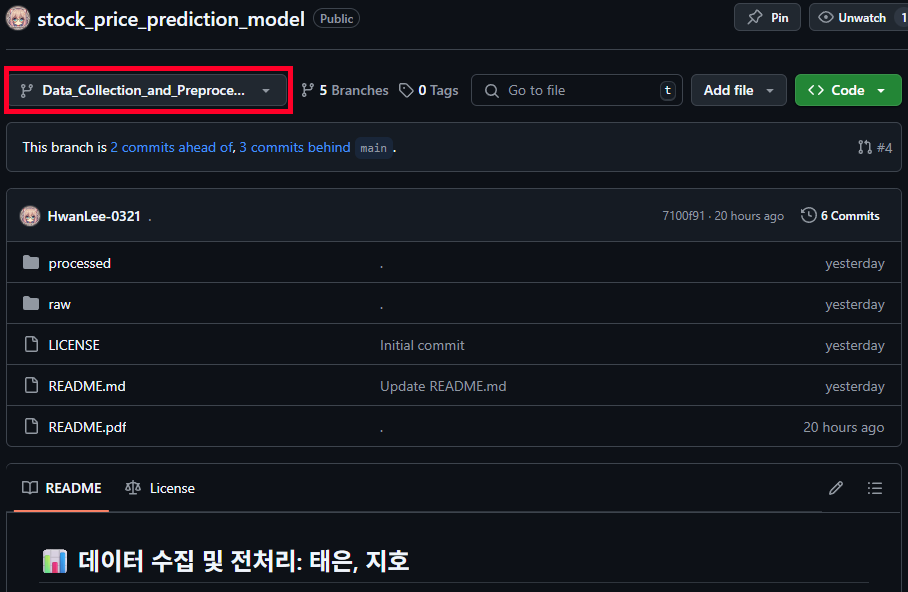 stock_price_prediction_model Public Pin Unwatch 1
Data_Collection_and_Preproce... 5 Branches 0 Tags Go to file t Add file Code
This branch is 2 commits ahead of, 3 commits behind main . #4
HwanLee-0321 . 7100f91 · 20 hours ago 6 Commits
processed . yesterday
raw . yesterday
LICENSE Initial commit yesterday
README.md Update README.md yesterday
README.pdf . 20 hours ago
README License
데이터 수집 및 전처리: 태은, 지호